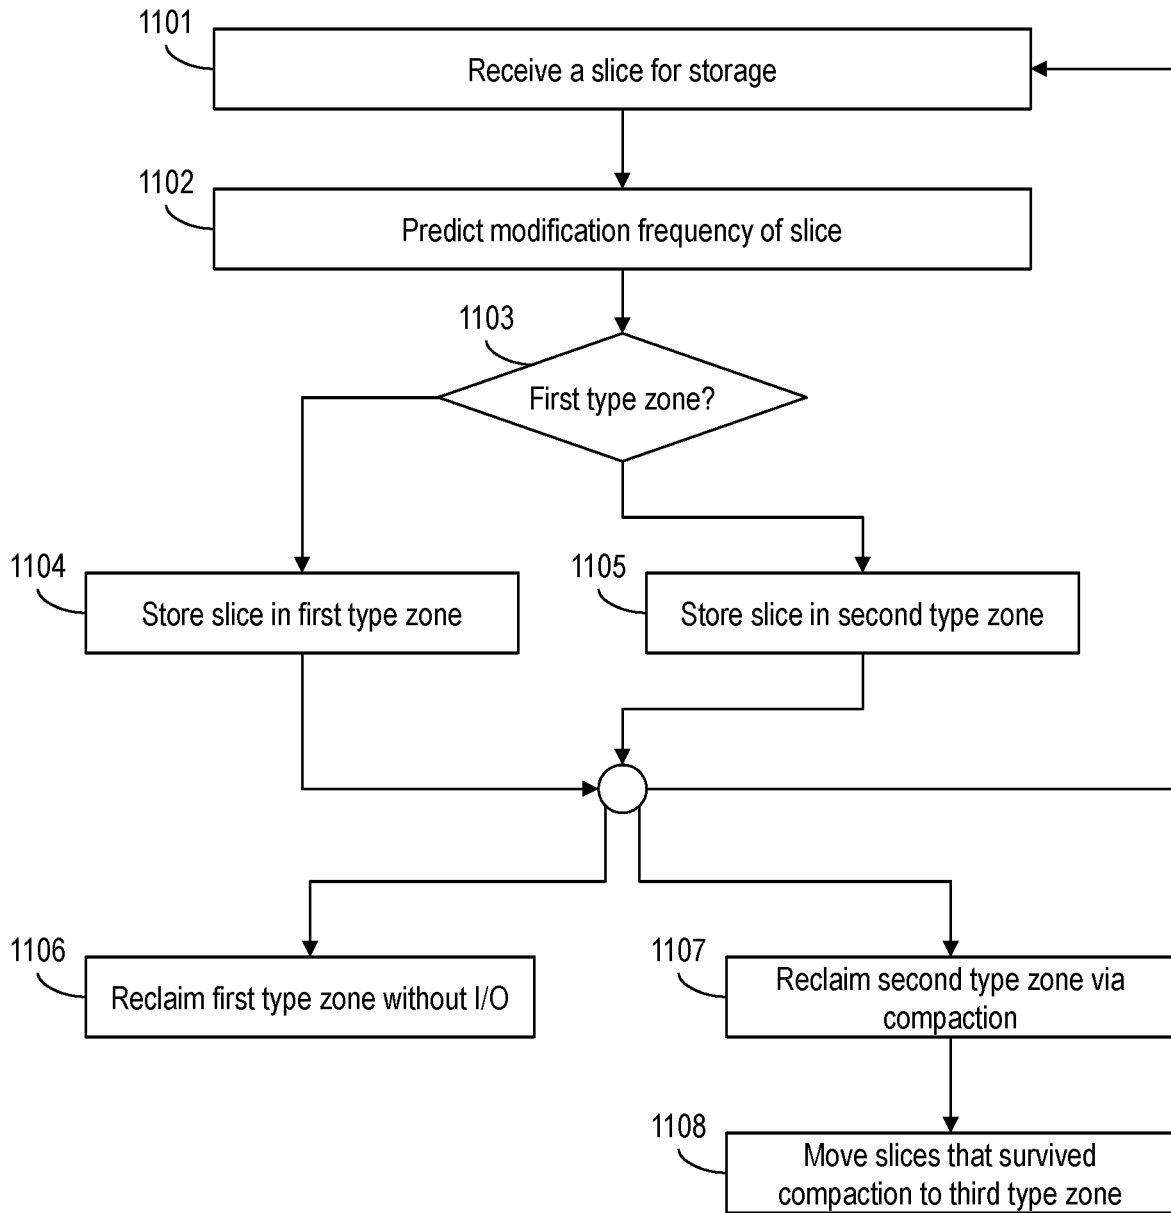 1101
Receive a slice for storage
1102
Predict modification frequency of slice
1103
First type zone?
1104
Store slice in first type zone
1105
Store slice in second type zone
1106
Reclaim first type zone without I/O
1107
Reclaim second type zone via
compaction
1108
Move slices that survived
compaction to third type zone